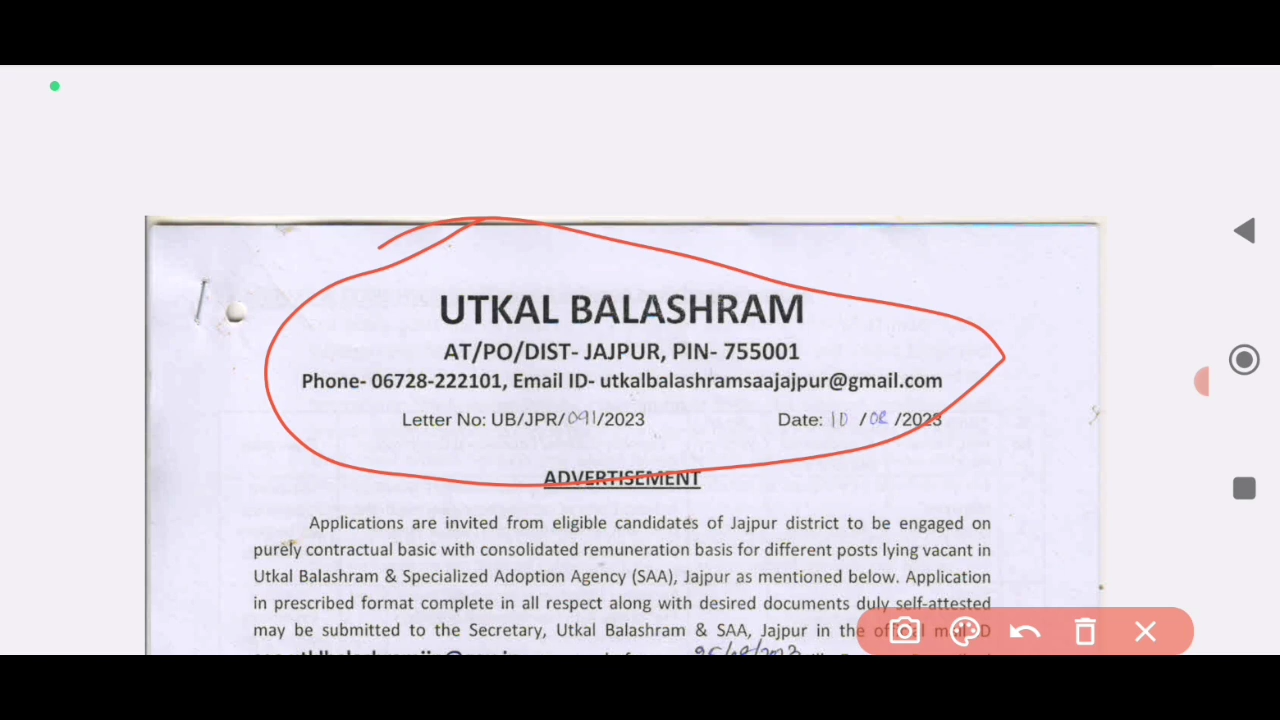 UTKAL BALASHRAM
AT/PO/DIST- JAJPUR, PIN- 755001
Phone- 06728-222101, Email ID- utkalbalashramsaajajpur@gmail.com
Letter No: UB/JPR/091/2023 Date: 10 /08 /2023
ADVERTISEMENT
Applications are invited from eligible candidates of Jajpur district to be engaged on
purely contractual basic with consolidated remuneration basis for different posts lying vacant in
Utkal Balashram & Specialized Adoption Agency (SAA), Jajpur as mentioned below. Application
in prescribed format complete in all respect along with desired documents duly self-attested
may be submitted to the Secretary, Utkal Balashram & SAA, Jajpur in the